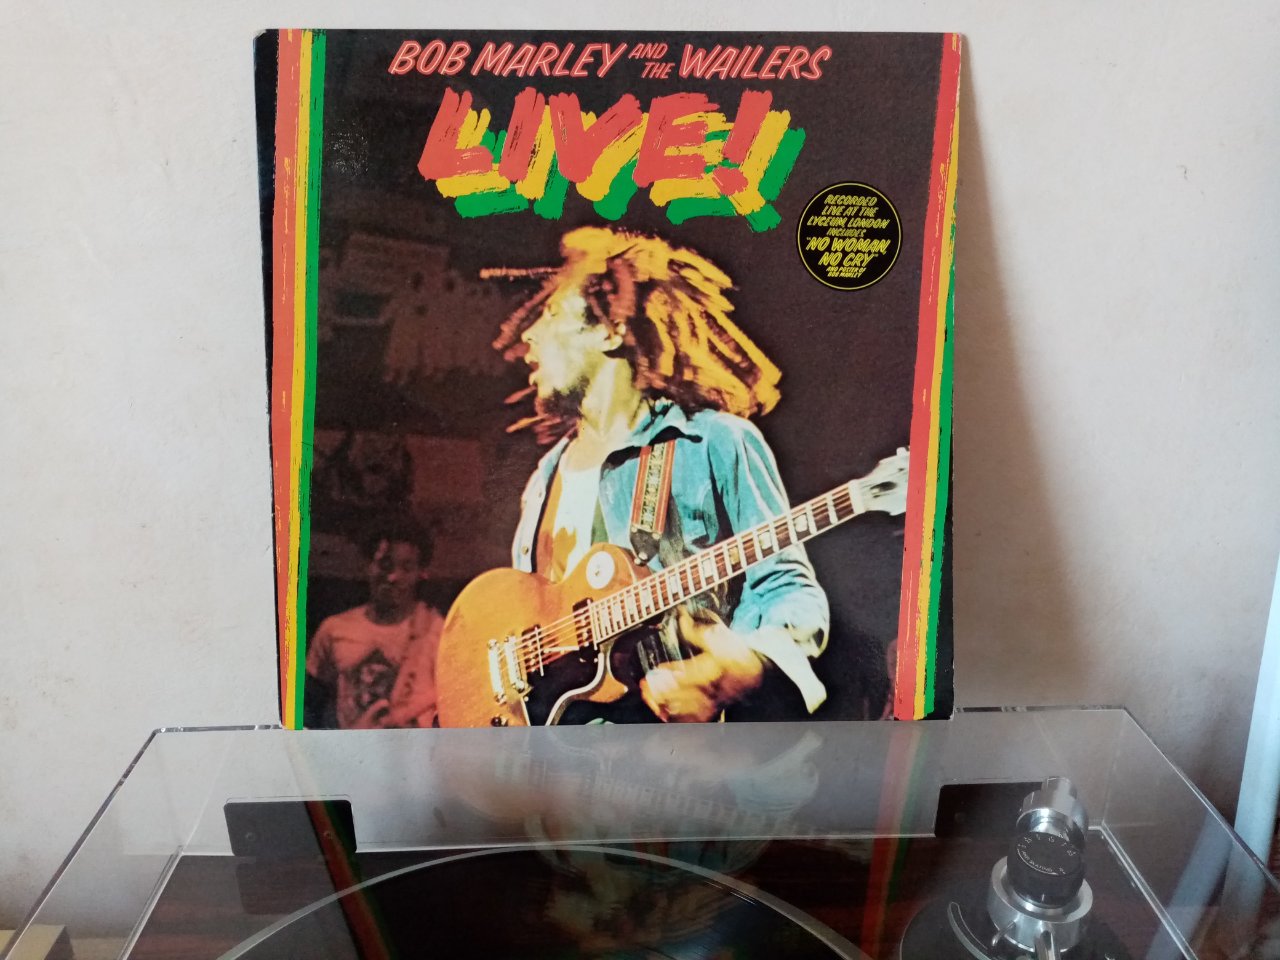 BOB MARLEY AND THE WAILERS
LIVE!
RECORDED
LIVE AT THE
LYCEUM, LONDON
INCLUDES
"NO WOMAN,
NO CRY"
AND POSTER OF
BOB MARLEY